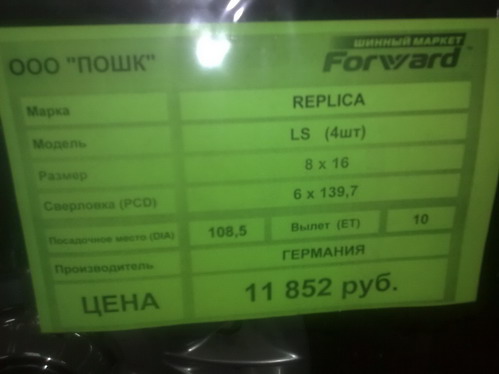 ООО "ПОШК"
ШИННЫЙ МАРКЕТ
Forward
Марка REPLICA
Модель LS (4шт)
Размер 8 x 16
Сверловка (PCD) 6 x 139,7
Посадочное место (DIA) 108,5 Вылет (ET) 10
Производитель ГЕРМАНИЯ
ЦЕНА 11 852 руб.